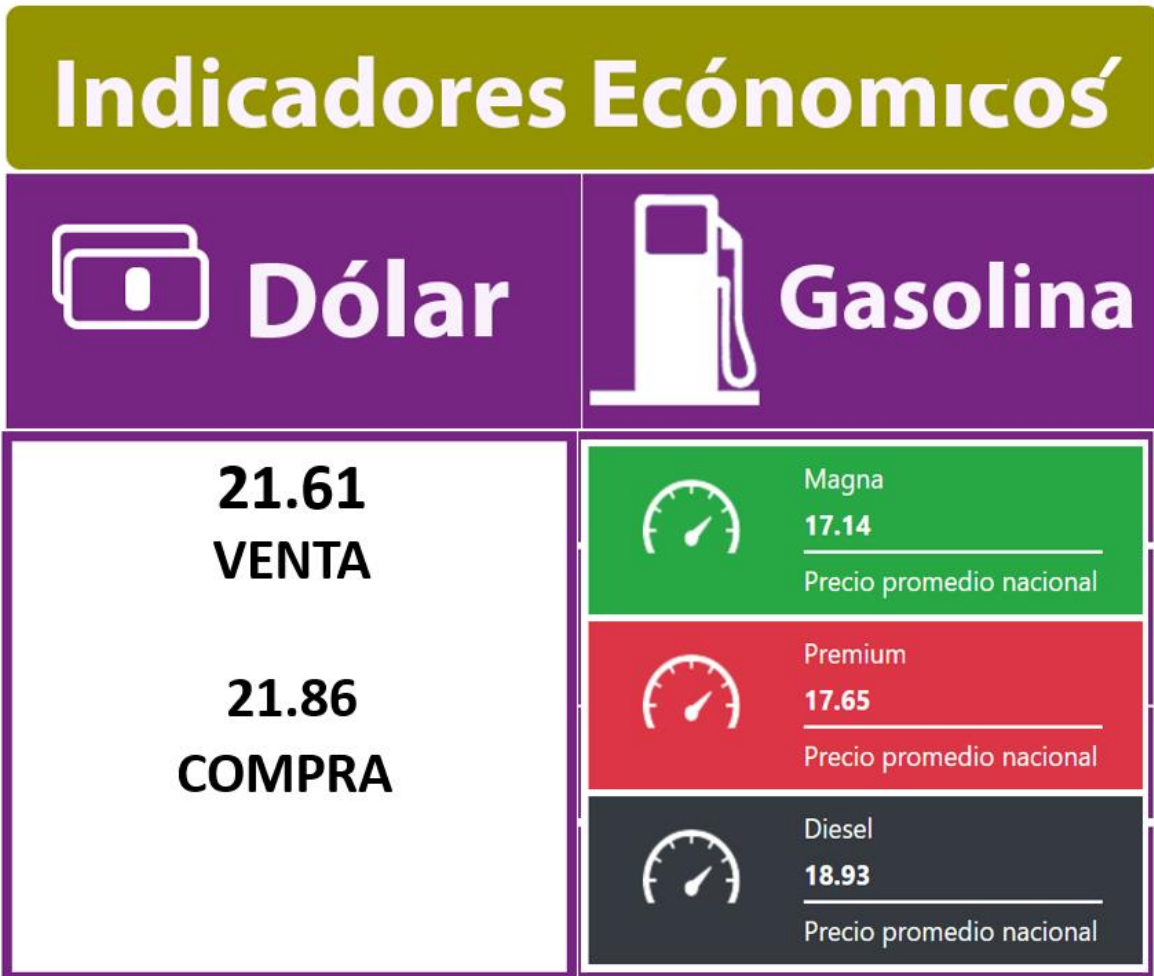 Indicadores Ecónomıcoś
Dólar
Gasolina
21.61
VENTA
21.86
COMPRA
Magna
17.14
Precio promedio nacional
Premium
17.65
Precio promedio nacional
Diesel
18.93
Precio promedio nacional